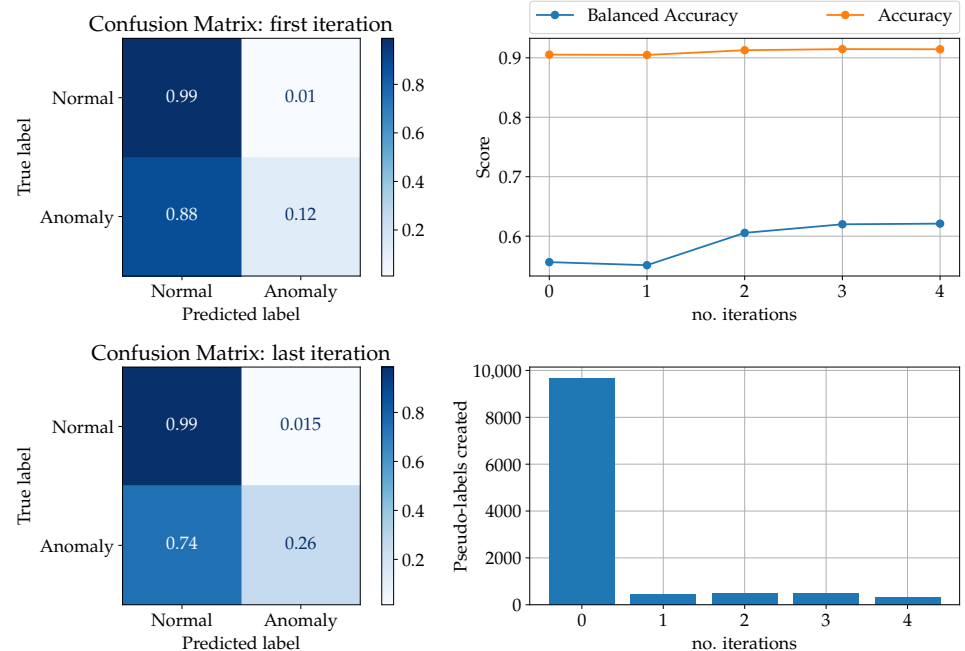 Confusion Matrix: first iteration
True label
Normal
Anomaly
0.99
0.01
0.88
0.12
Normal
Anomaly
Predicted label
0.8
0.6
0.4
0.2
Balanced Accuracy
Accuracy
Score
0.9
0.8
0.7
0.6
0
1
2
3
4
no. iterations
Confusion Matrix: last iteration
True label
Normal
Anomaly
0.99
0.015
0.74
0.26
Normal
Anomaly
Predicted label
0.8
0.6
0.4
0.2
Pseudo-labels created
10,000
8000
6000
4000
2000
0
0
1
2
3
4
no. iterations